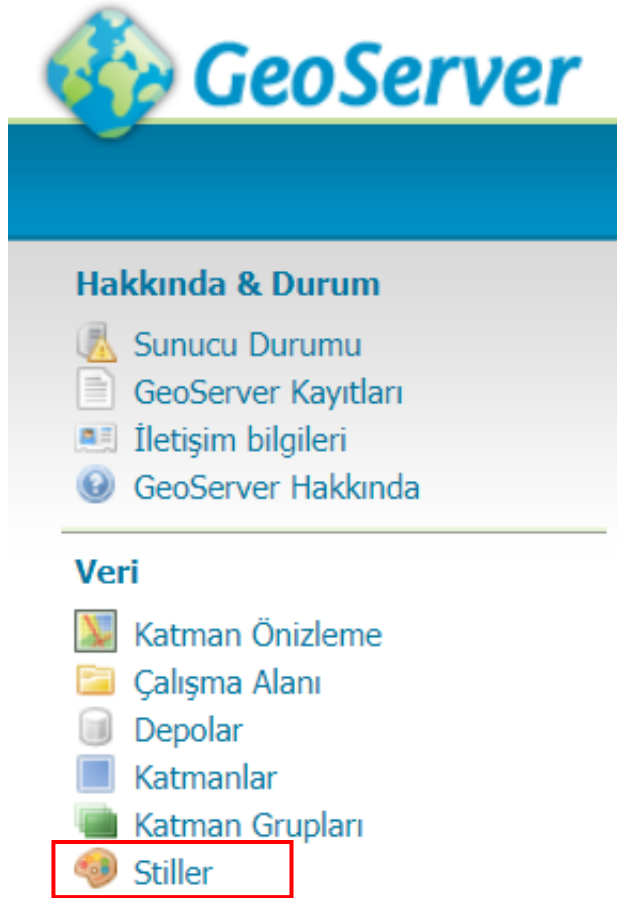 GeoServer
Hakkında & Durum
Sunucu Durumu
GeoServer Kayıtları
İletişim bilgileri
GeoServer Hakkında
Veri
Katman Önizleme
Çalışma Alanı
Depolar
Katmanlar
Katman Grupları
Stiller